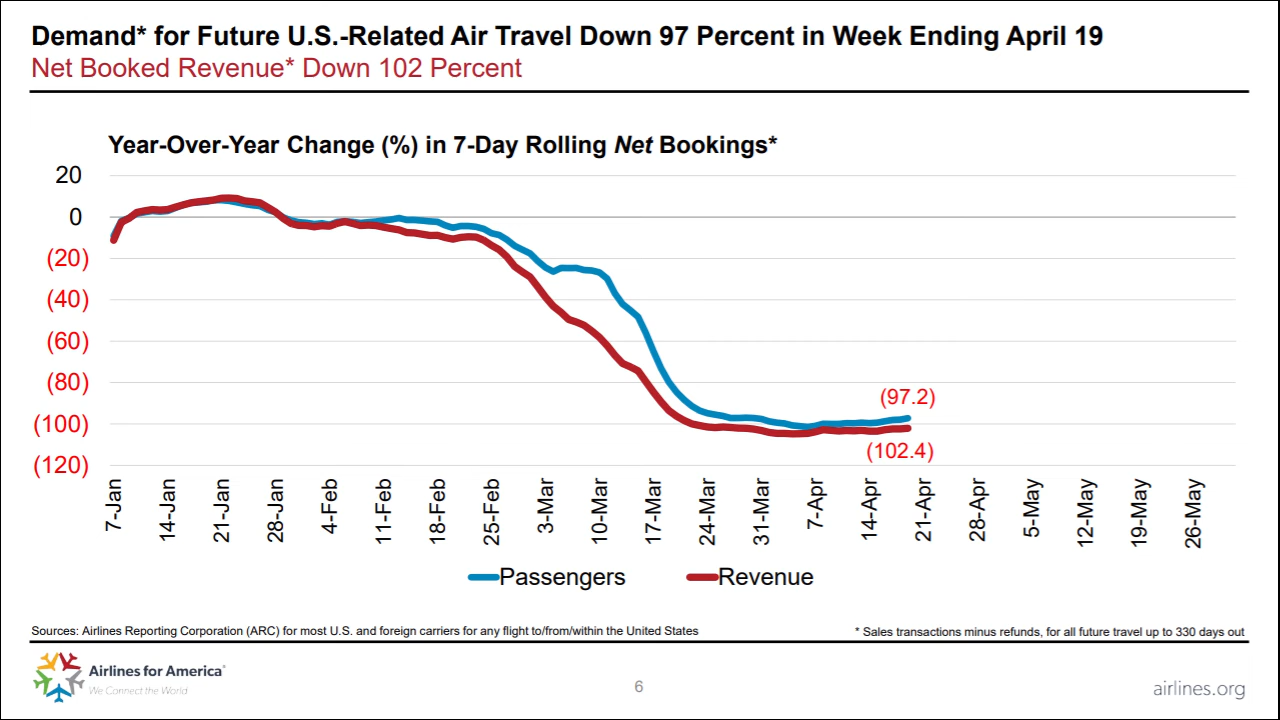 Demand* for Future U.S.-Related Air Travel Down 97 Percent in Week Ending April 19
Net Booked Revenue* Down 102 Percent
Year-Over-Year Change (%) in 7-Day Rolling Net Bookings*
20
0
(20)
(40)
(60)
(80)
(100)
(120)
(97.2)
(102.4)
7-Jan
14-Jan
21-Jan
28-Jan
4-Feb
11-Feb
18-Feb
25-Feb
3-Mar
10-Mar
17-Mar
24-Mar
31-Mar
7-Apr
14-Apr
21-Apr
28-Apr
5-May
12-May
19-May
26-May
Passengers Revenue
Sources: Airlines Reporting Corporation (ARC) for most U.S. and foreign carriers for any flight to/from/within the United States
* Sales transactions minus refunds, for all future travel up to 330 days out
Airlines for America®
We Connect the World
6
airlines.org